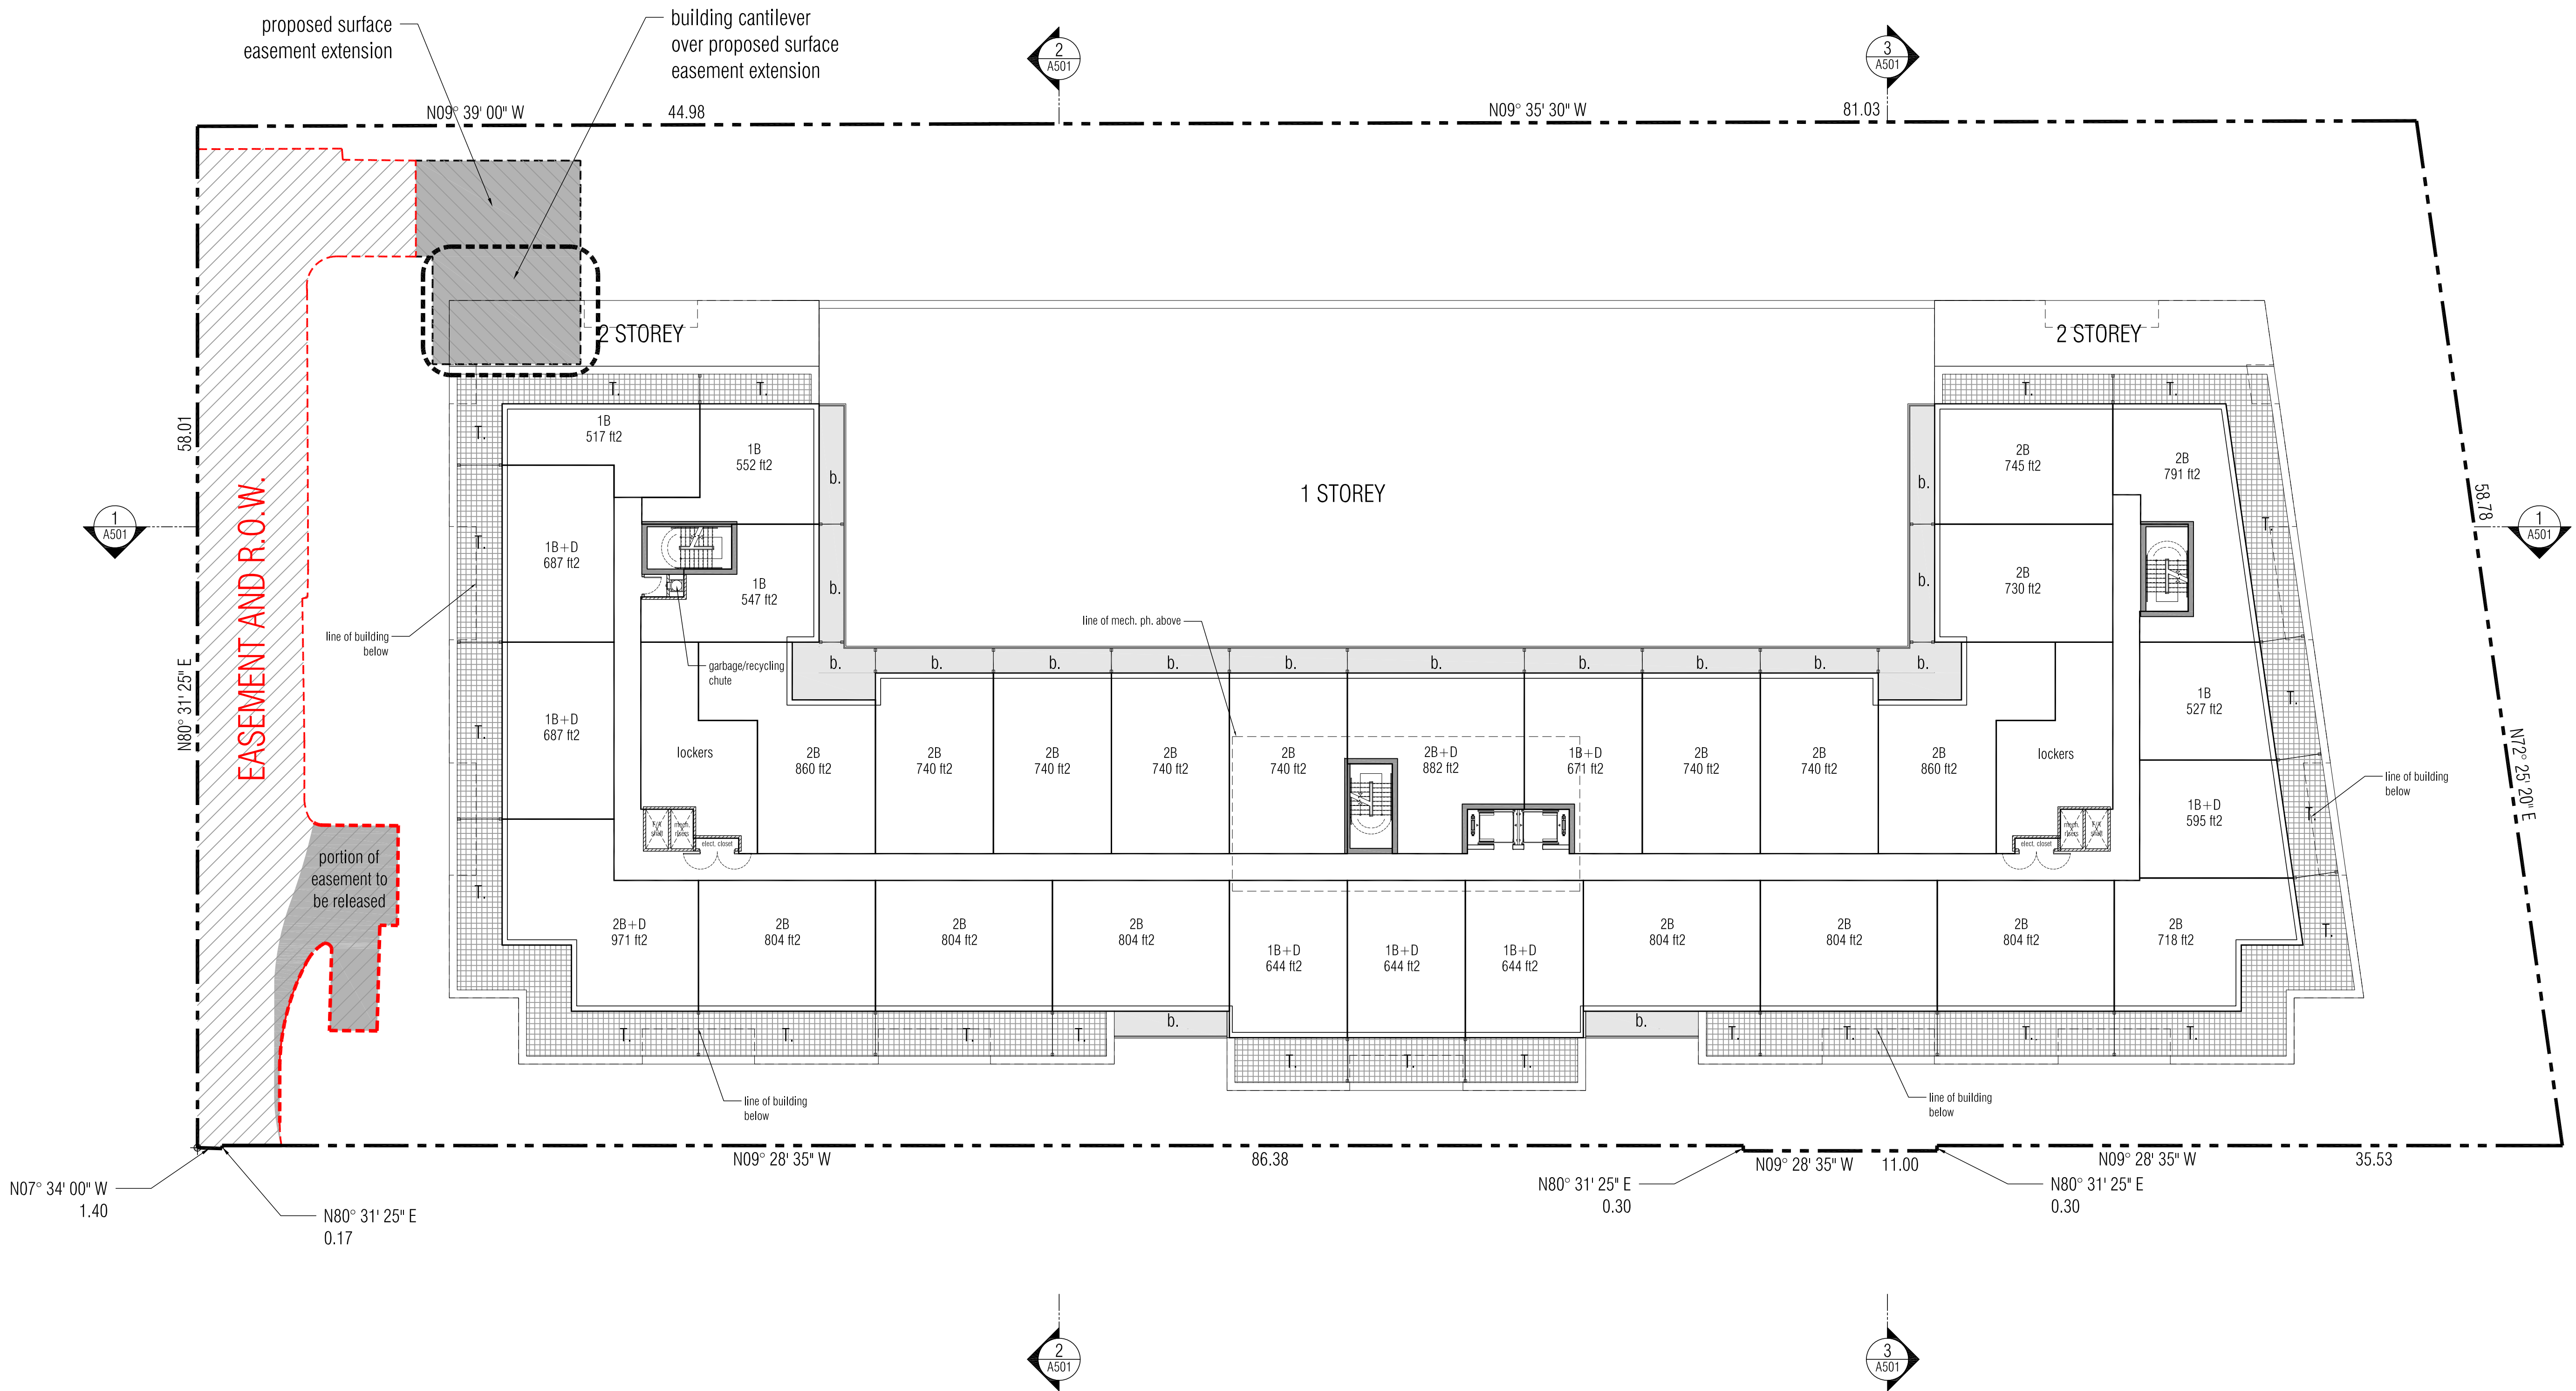 proposed surface
easement extension
building cantilever
over proposed surface
easement extension
2
A501
3
A501
N09° 39' 00" W
44.98
N09° 35' 30" W
81.03
2 STOREY
2 STOREY
T.
T.
T.
T.
58.01
N80° 31' 25" E
EASEMENT AND R.O.W.
1
A501
1
A501
58.78
N72° 25' 20" E
1 STOREY
T.
1B
517 ft2
1B
552 ft2
b.
b.
2B
745 ft2
2B
791 ft2
T.
T.
1B+D
687 ft2
1B
547 ft2
b.
b.
2B
730 ft2
line of building
below
line of mech. ph. above
garbage/recycling
chute
b.
b.
b.
b.
b.
b.
b.
b.
b.
b.
T.
1B+D
687 ft2
lockers
2B
860 ft2
2B
740 ft2
2B
740 ft2
2B
740 ft2
2B
740 ft2
2B+D
882 ft2
1B+D
671 ft2
2B
740 ft2
2B
740 ft2
2B
860 ft2
lockers
1B
527 ft2
T.
1B+D
595 ft2
T.
line of building
below
shaft
mech.
risers
elect. closet
elect. closet
mech.
risers
shaft
portion of
easement to
be released
T.
2B+D
971 ft2
2B
804 ft2
2B
804 ft2
2B
804 ft2
1B+D
644 ft2
1B+D
644 ft2
1B+D
644 ft2
2B
804 ft2
2B
804 ft2
2B
804 ft2
2B
718 ft2
T.
T.
T.
T.
T.
b.
T.
T.
T.
b.
T.
T.
T.
T.
line of building
below
line of building
below
N09° 28' 35" W
86.38
N09° 28' 35" W
11.00
N09° 28' 35" W
35.53
N07° 34' 00" W
1.40
N80° 31' 25" E
0.17
N80° 31' 25" E
0.30
N80° 31' 25" E
0.30
2
A501
3
A501